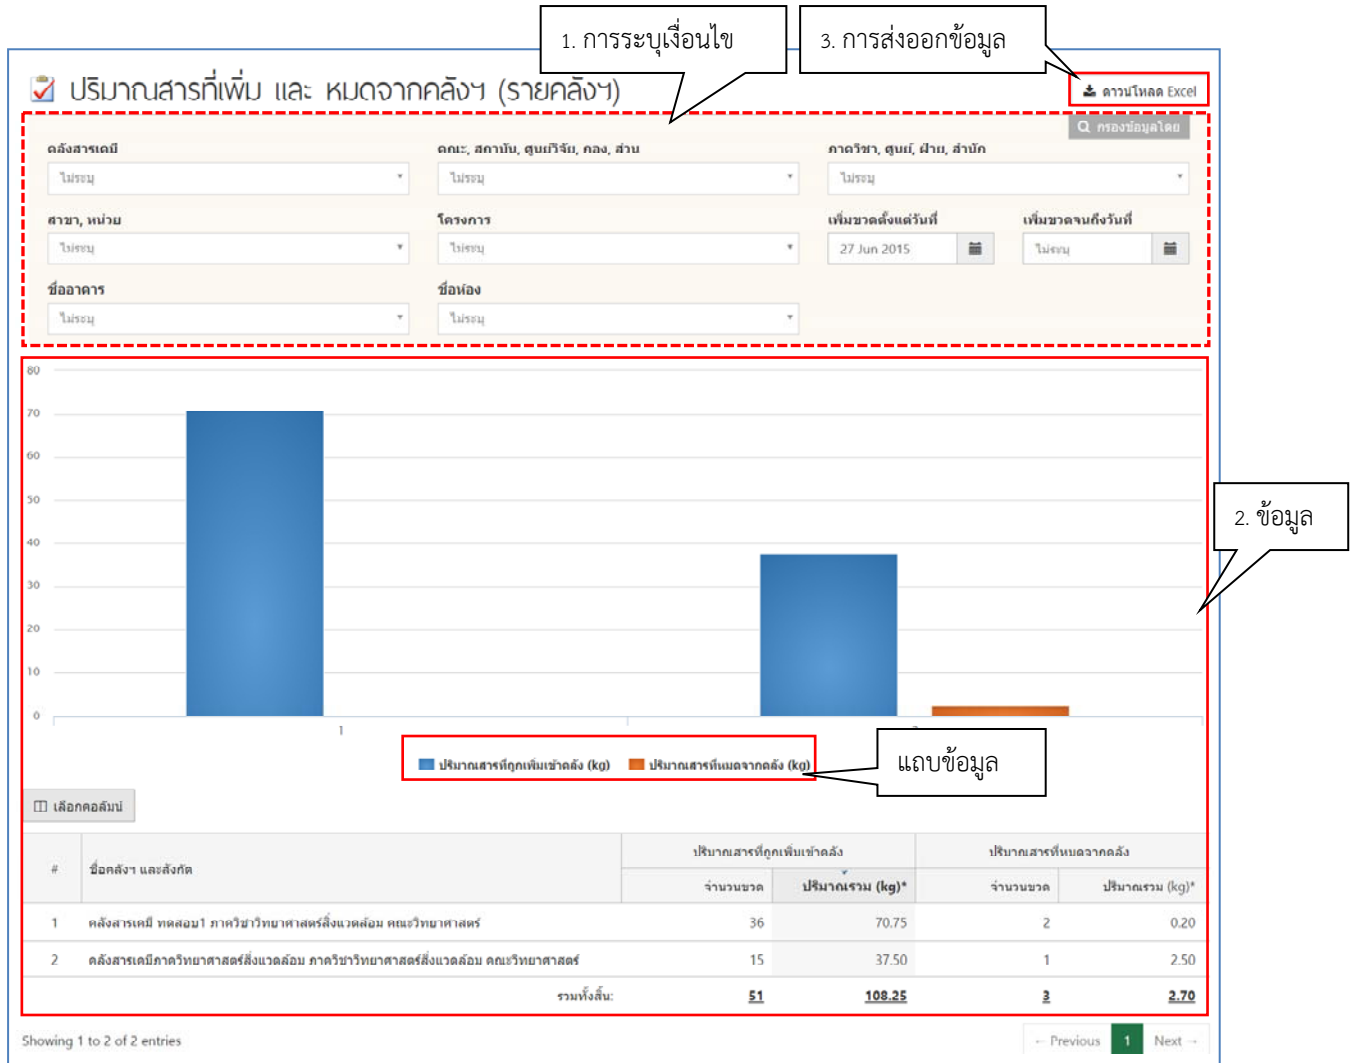 1. การระบุเงื่อนไข
3. การส่งออกข้อมูล
ปริมาณสารที่เพิ่ม และ หมดจากคลังฯ (รายคลังฯ)
ดาวน์โหลด Excel
กรองข้อมูลโดย
คลังสารเคมี
คณะ, สถาบัน, ศูนย์วิจัย, กอง, ส่วน
ภาควิชา, ศูนย์, ฝ่าย, สำนัก
ไม่ระบุ
ไม่ระบุ
ไม่ระบุ
สาขา, หน่วย
โครงการ
เพิ่มขวดตั้งแต่วันที่
เพิ่มขวดจนถึงวันที่
ไม่ระบุ
ไม่ระบุ
27 Jun 2015
ไม่ระบุ
ชื่ออาคาร
ชื่อห้อง
ไม่ระบุ
ไม่ระบุ
80
70
60
50
40
30
20
10
0
1
2. ข้อมูล
ปริมาณสารที่ถูกเพิ่มเข้าคลัง (kg)
ปริมาณสารที่หมดจากคลัง (kg)
แถบข้อมูล
เลือกคอลัมน์
# ชื่อคลังฯ และสังกัด ปริมาณสารที่ถูกเพิ่มเข้าคลัง ปริมาณสารที่หมดจากคลัง
จำนวนขวด ปริมาณรวม (kg)* จำนวนขวด ปริมาณรวม (kg)*
1 คลังสารเคมี ทดสอบ1 ภาควิชาวิทยาศาสตร์สิ่งแวดล้อม คณะวิทยาศาสตร์ 36 70.75 2 0.20
2 คลังสารเคมีภาควิทยาศาสตร์สิ่งแวดล้อม ภาควิชาวิทยาศาสตร์สิ่งแวดล้อม คณะวิทยาศาสตร์ 15 37.50 1 2.50
รวมทั้งสิ้น: 51 108.25 3 2.70
Showing 1 to 2 of 2 entries
← Previous 1 Next →